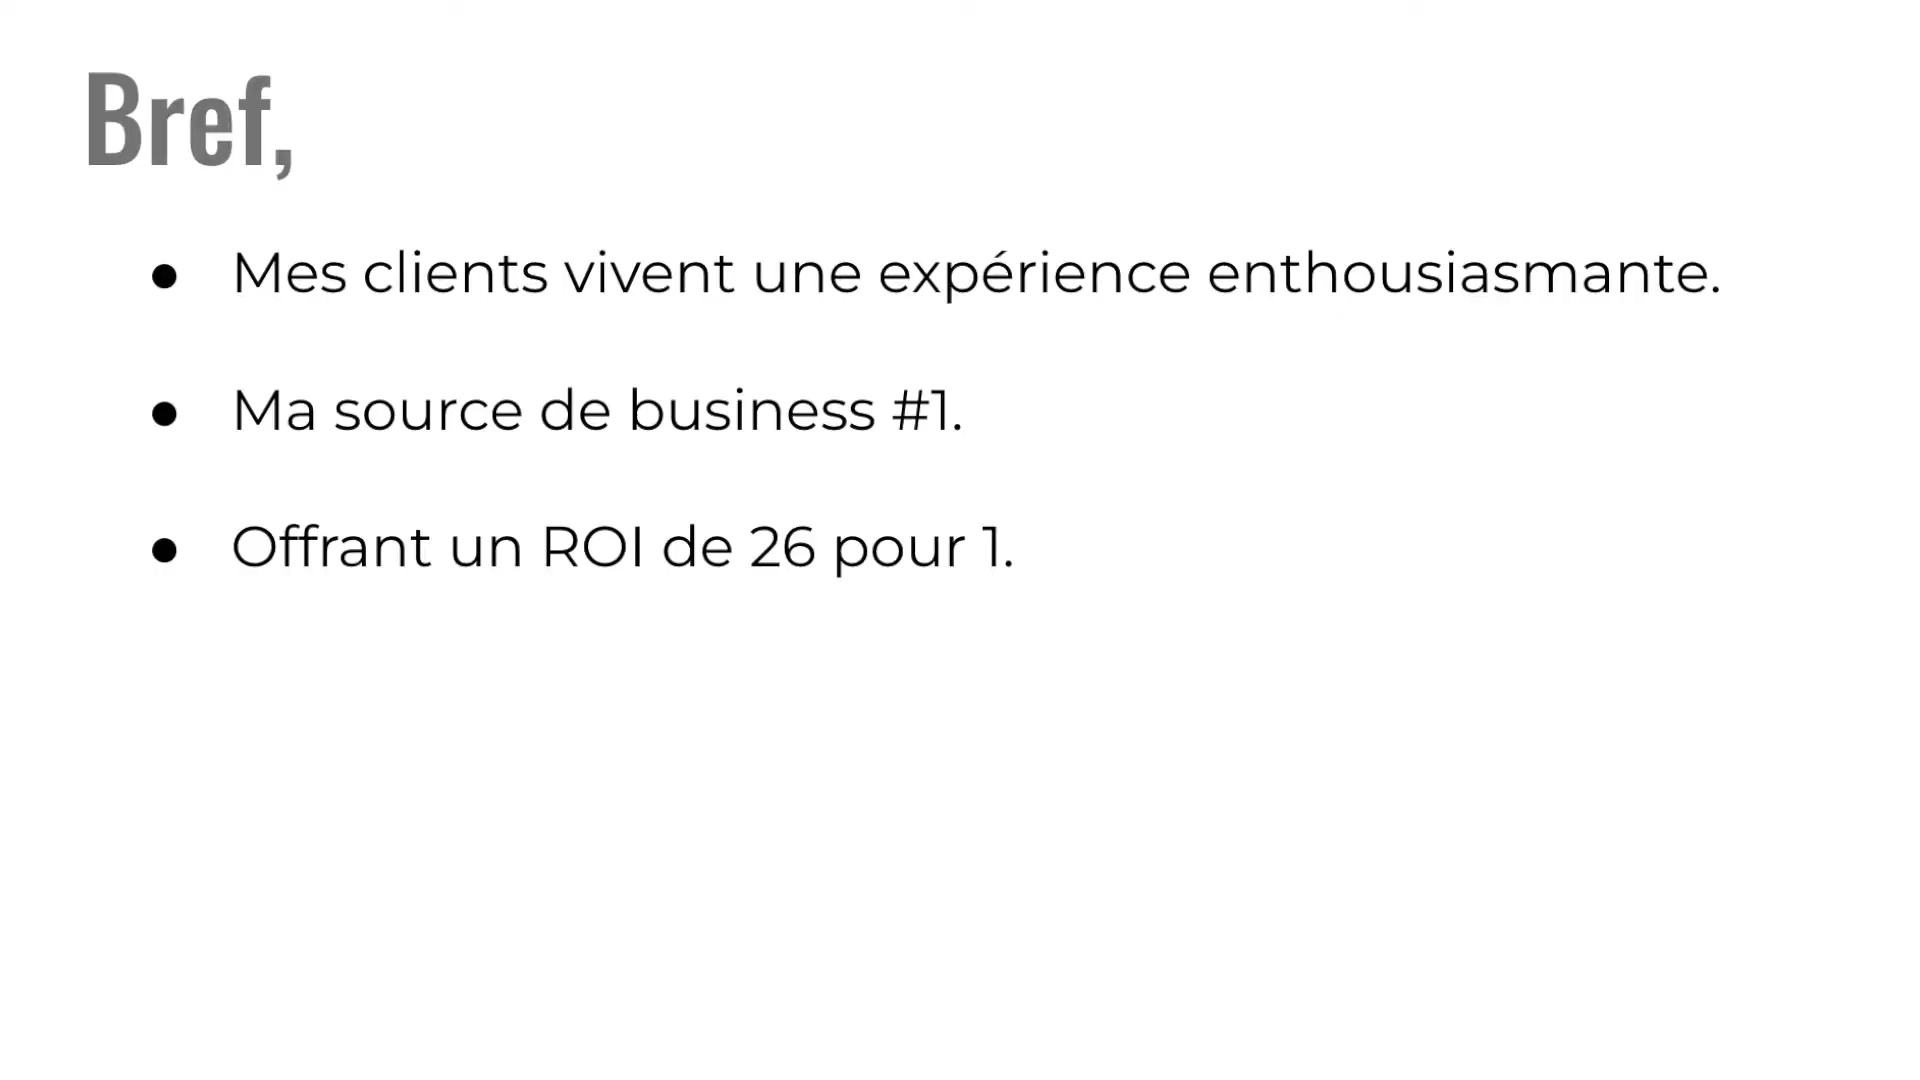 Bref,
● Mes clients vivent une expérience enthousiasmante.
● Ma source de business #1.
● Offrant un ROI de 26 pour 1.